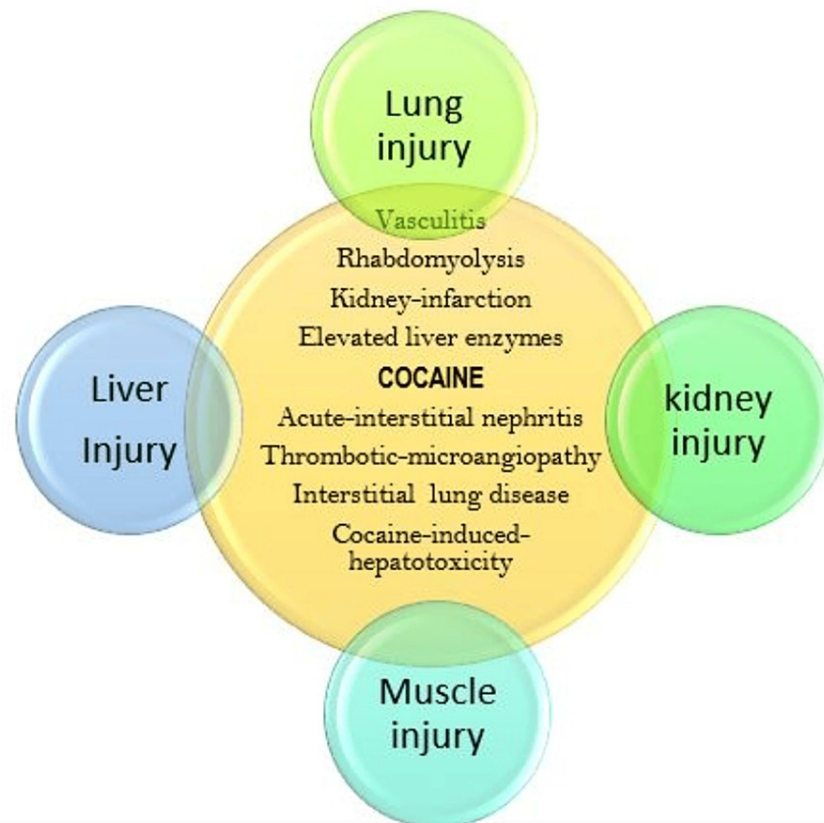 Lung
injury
Vasculitis
Rhabdomyolysis
Kidney-infarction
Elevated liver enzymes
COCAINE
Acute-interstitial nephritis
Thrombotic-microangiopathy
Interstitial lung disease
Cocaine-induced-
hepatotoxicity
Liver
Injury
kidney
injury
Muscle
injury